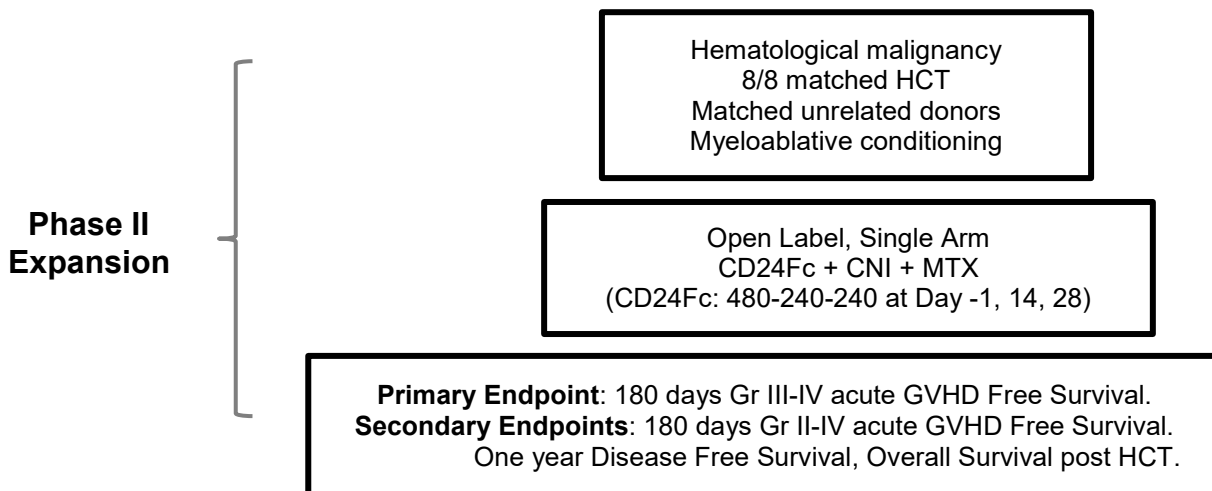 Hematological malignancy
8/8 matched HCT
Matched unrelated donors
Myeloablative conditioning
Phase II
Expansion
Open Label, Single Arm
CD24Fc + CNI + MTX
(CD24Fc: 480-240-240 at Day -1, 14, 28)
Primary Endpoint: 180 days Gr III-IV acute GVHD Free Survival.
Secondary Endpoints: 180 days Gr II-IV acute GVHD Free Survival.
One year Disease Free Survival, Overall Survival post HCT.